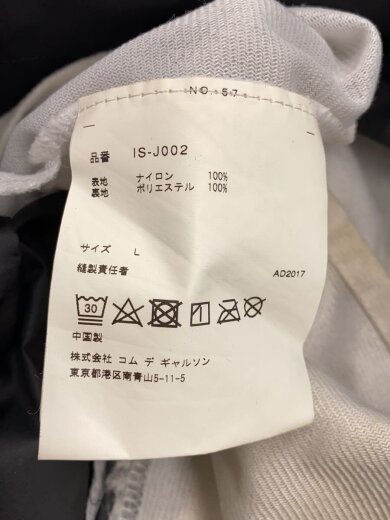 NO. 57
品番 IS-J002
表地 ナイロン 100%
裏地 ポリエステル 100%
サイズ L
縫製責任者
AD2017
30
中国製
株式会社 コム デ ギャルソン
東京都港区南青山5-11-5